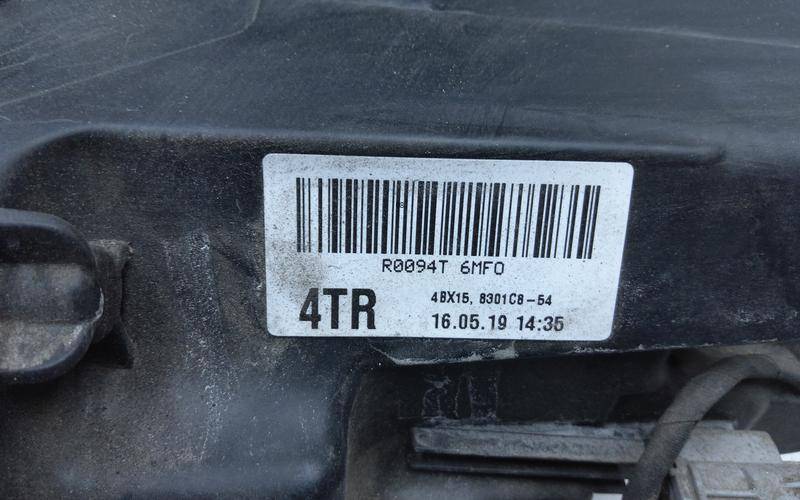 R0094T 6MFO
4TR
4BX15, 8301C8-54
16.05.19 14:35